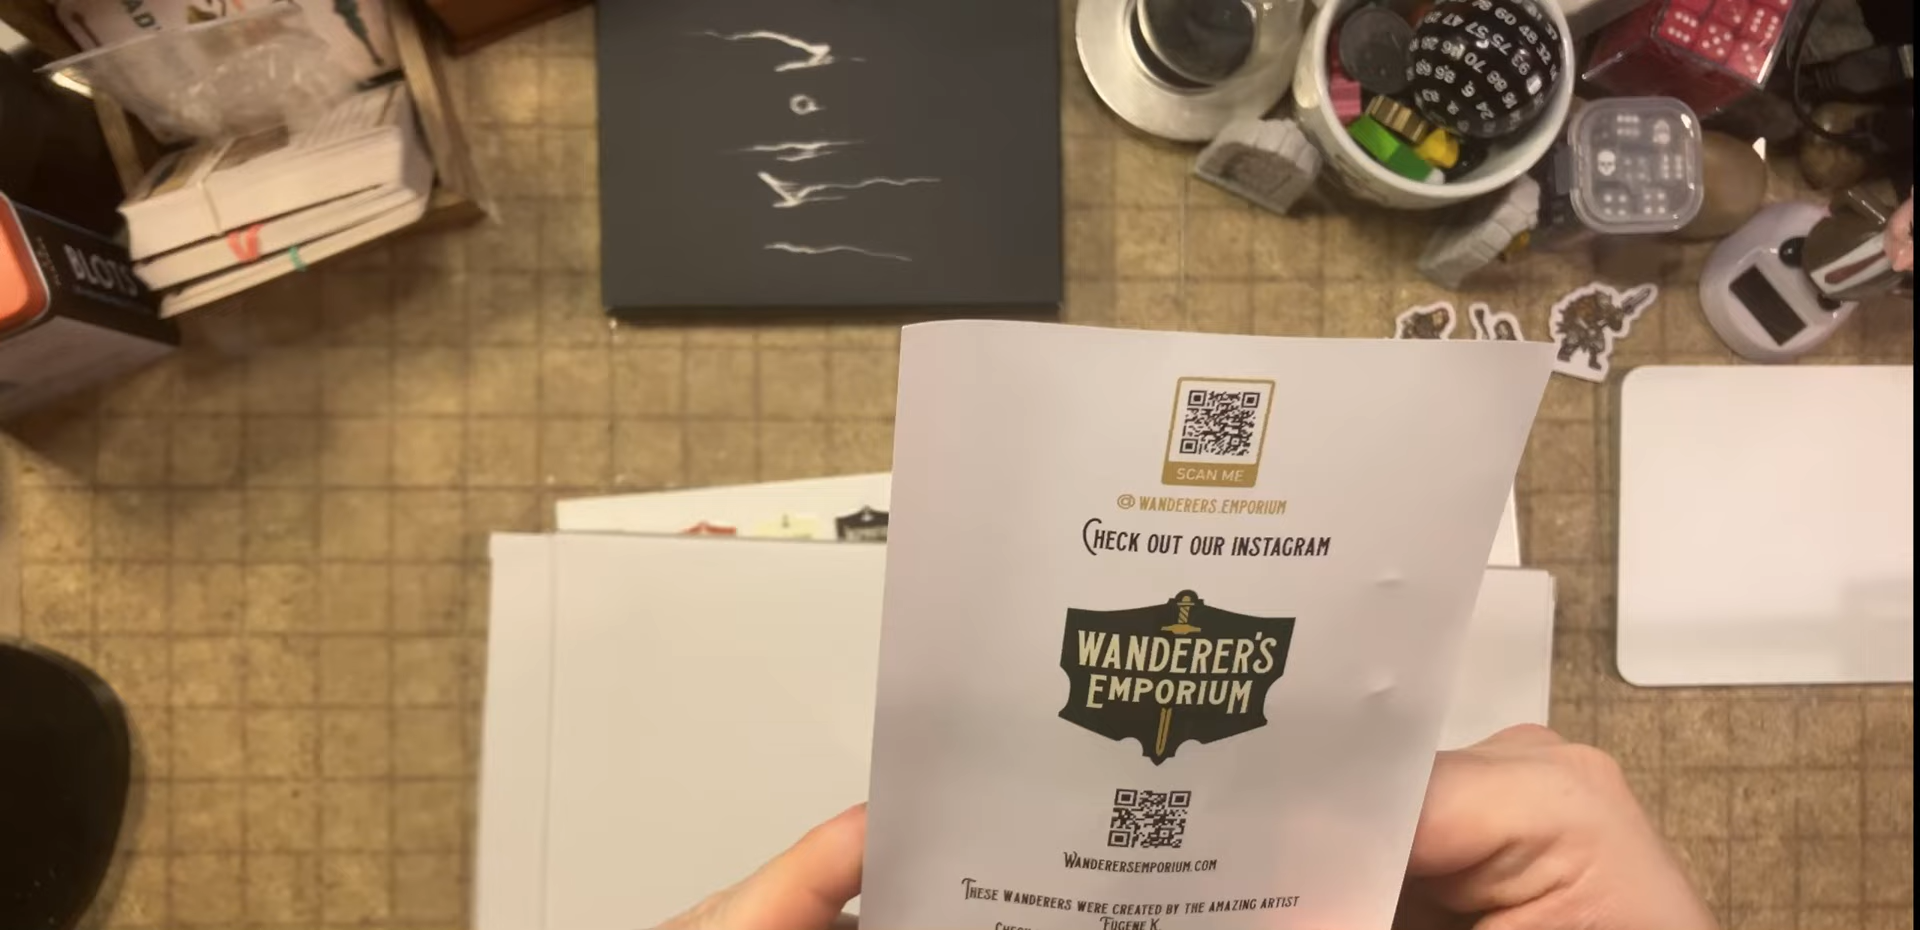 BLOTS
SCAN ME
@WANDERERS.EMPORIUM
CHECK OUT OUR INSTAGRAM
WANDERER'S
EMPORIUM
WANDERERSEMPORIUM.COM
THESE WANDERERS WERE CREATED BY THE AMAZING ARTIST
EUGENE K.